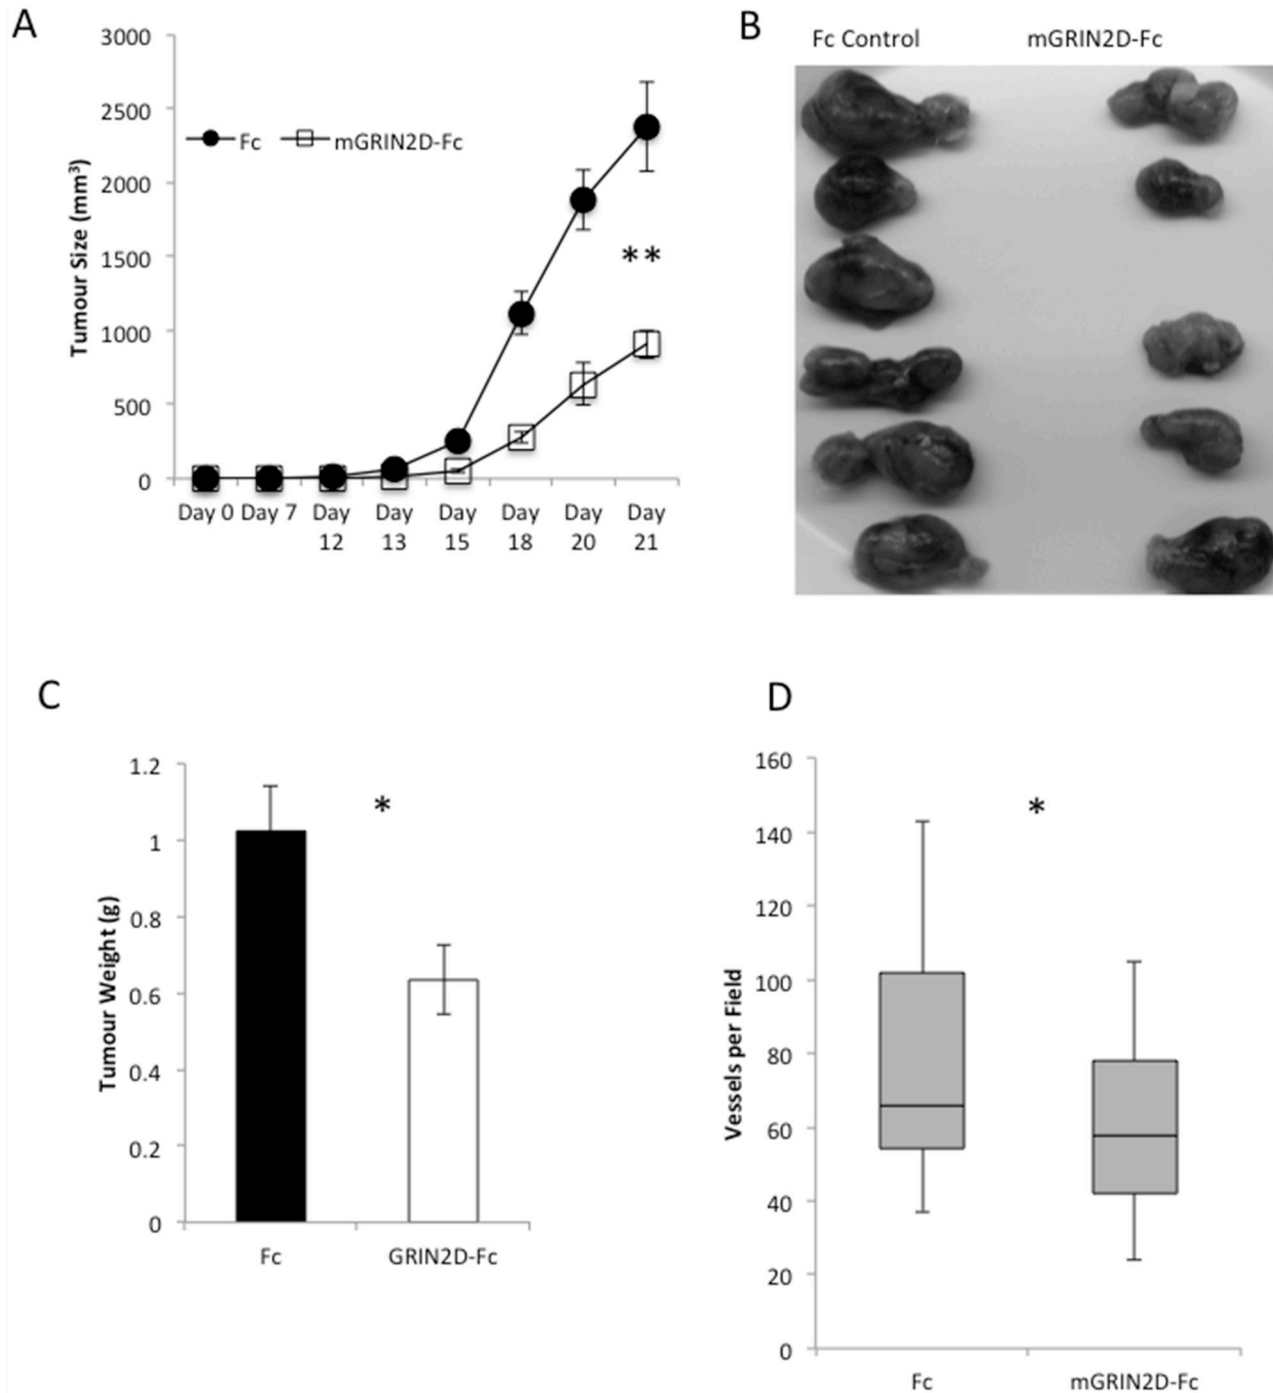 A
3000
2500
2000
1500
1000
500
0
Tumour Size (mm³)
Fc mGRIN2D-Fc
**
Day 0 Day 7 Day Day Day Day Day Day
12 13 15 18 20 21
B
Fc Control mGRIN2D-Fc
C
1.2
1
0.8
0.6
0.4
0.2
0
Tumour Weight (g)
*
Fc GRIN2D-Fc
D
160
140
120
100
80
60
40
20
0
Vessels per Field
*
Fc mGRIN2D-Fc